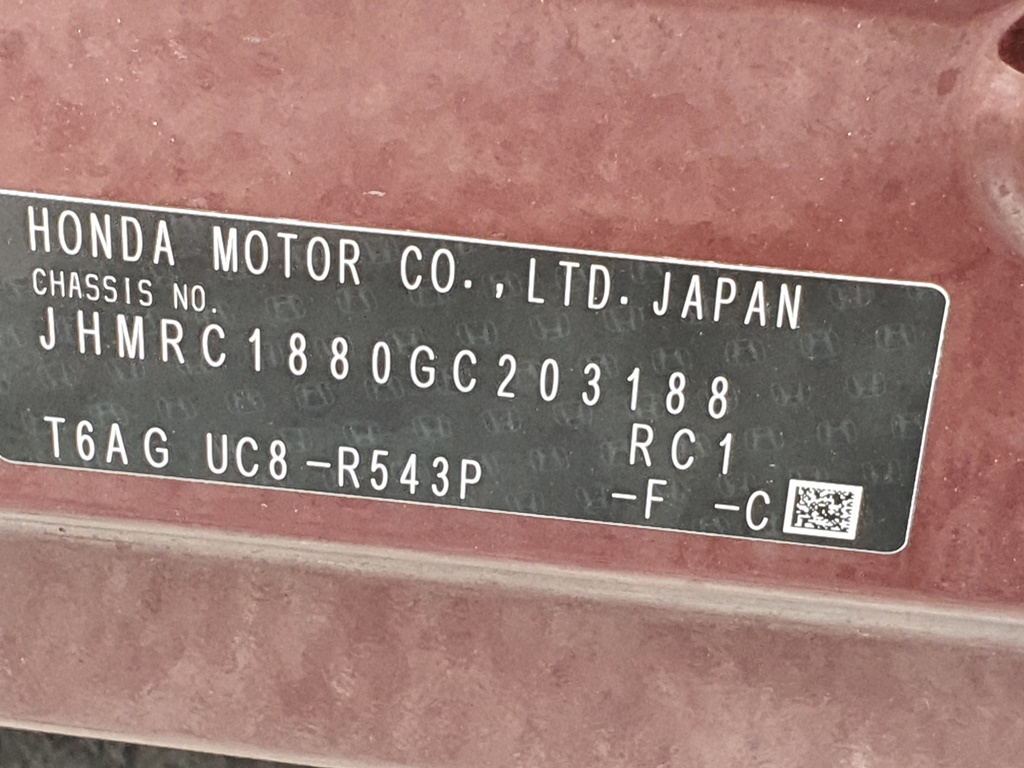 HONDA MOTOR CO.,LTD. JAPAN
CHASSIS NO.
JHMRC1880GC203188
RC1
T6AG UC8-R543P -F -C